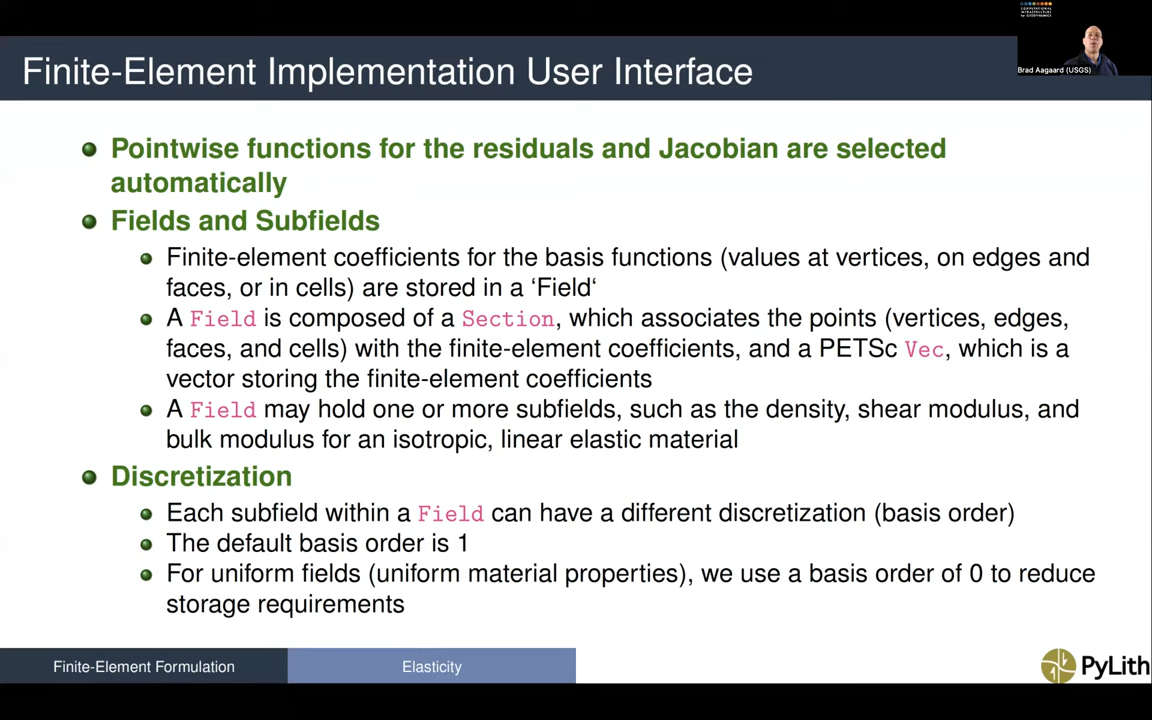 COMPUTATIONAL
INFRASTRUCTURE
for GEODYNAMICS
Brad Aagaard (USGS)
Finite-Element Implementation User Interface
Pointwise functions for the residuals and Jacobian are selected
automatically
Fields and Subfields
Finite-element coefficients for the basis functions (values at vertices, on edges and
faces, or in cells) are stored in a ‘Field‘
A Field is composed of a Section, which associates the points (vertices, edges,
faces, and cells) with the finite-element coefficients, and a PETSc Vec, which is a
vector storing the finite-element coefficients
A Field may hold one or more subfields, such as the density, shear modulus, and
bulk modulus for an isotropic, linear elastic material
Discretization
Each subfield within a Field can have a different discretization (basis order)
The default basis order is 1
For uniform fields (uniform material properties), we use a basis order of 0 to reduce
storage requirements
Finite-Element Formulation
Elasticity
PyLith